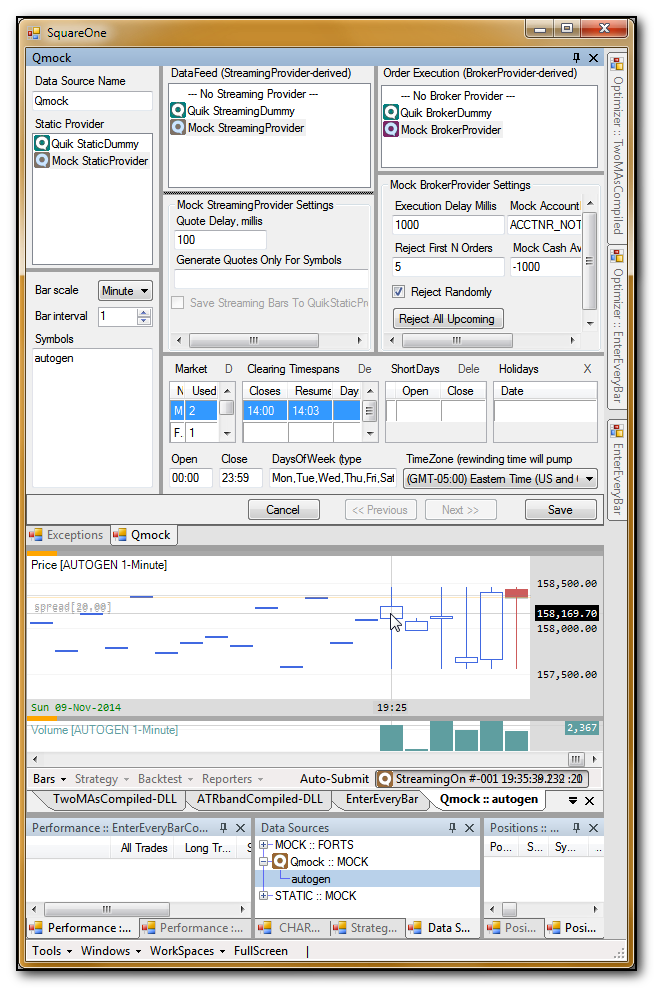 SquareOne
Qmock
Data Source Name
Qmock
Static Provider
Quik StaticDummy
Mock StaticProvider
DataFeed (StreamingProvider-derived)
--- No Streaming Provider ---
Quik StreamingDummy
Mock StreamingProvider
Order Execution (BrokerProvider-derived)
--- No Broker Provider ---
Quik BrokerDummy
Mock BrokerProvider
Mock StreamingProvider Settings
Quote Delay, millis
100
Generate Quotes Only For Symbols
Save Streaming Bars To QuikStaticPr
Mock BrokerProvider Settings
Execution Delay Millis
Mock Account
1000
ACCTNR_NOT
Reject First N Orders
Mock Cash Av
5
-1000
Reject Randomly
Reject All Upcoming
Bar scale
Minute
Bar interval
1
Symbols
autogen
Market
D
N
Used
M
2
F.
1
Clearing Timespans
De
Closes
Resume
Day
14:00
14:03
ShortDays
Dele
Open
Close
Holidays
X
Date
Open
Close
DaysOfWeek (type
TimeZone (rewinding time will pump
00:00
23:59
Mon,Tue,Wed,Thu,Fri,Sat
(GMT-05:00) Eastern Time (US and
Cancel
<< Previous
Next >>
Save
Optimizer :: TwoMAsCompiled
Optimizer :: EnterEveryBar
EnterEveryBar
Exceptions
Qmock
Price [AUTOGEN 1-Minute]
spread[20.00]
158,500.00
158,169.70
158,000.00
157,500.00
Sun 09-Nov-2014
19:25
Volume [AUTOGEN 1-Minute]
2,367
Bars
Strategy
Backtest
Reporters
Auto-Submit
StreamingOn #-001
TwoMAsCompiled-DLL
ATRbandCompiled-DLL
EnterEveryBar
Qmock :: autogen
Performance :: EnterEveryBarCo...
All Trades
Long Tr...
S
Performance :...
Performance :...
Data Sources
MOCK :: FORTS
Qmock :: MOCK
autogen
STATIC :: MOCK
CHAR...
Strateg...
Data S...
Positions :: ...
Po...
S...
Sy...
..
Posi...
Posi...
Tools
Windows
WorkSpaces
FullScreen
|